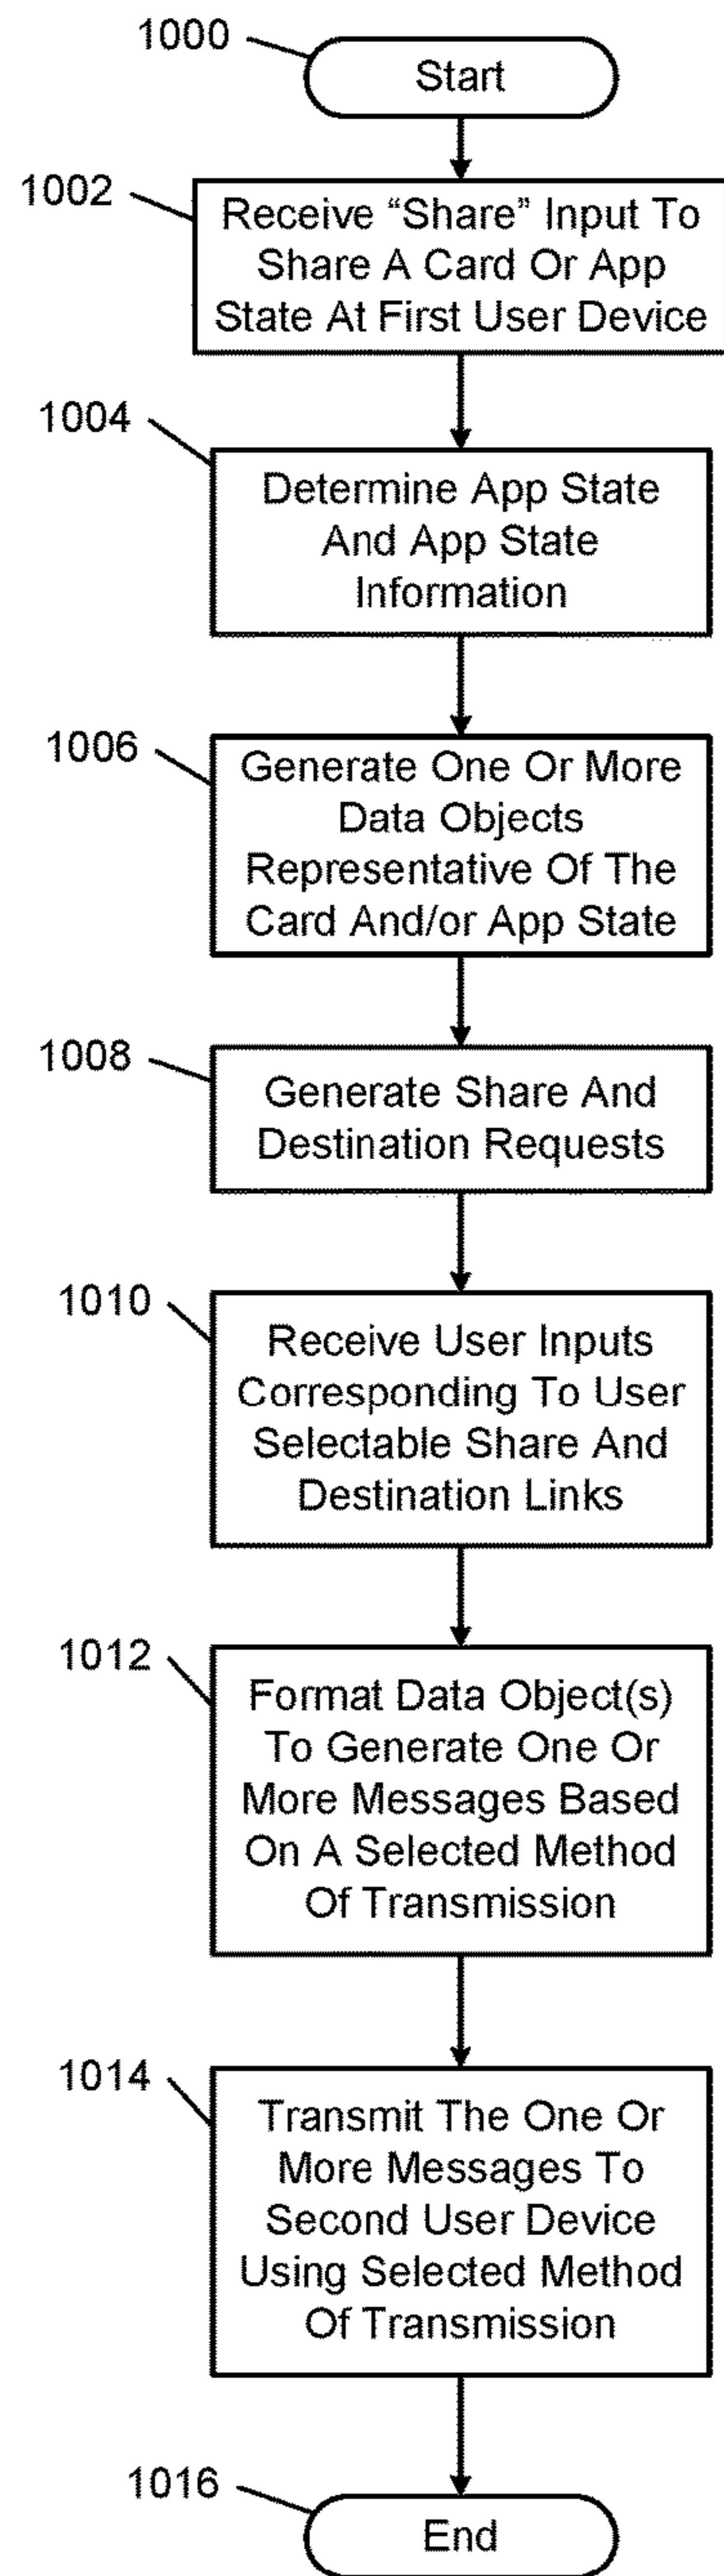 1000
Start
1002
Receive “Share” Input To
Share A Card Or App
State At First User Device
1004
Determine App State
And App State
Information
1006
Generate One Or More
Data Objects
Representative Of The
Card And/or App State
1008
Generate Share And
Destination Requests
1010
Receive User Inputs
Corresponding To User
Selectable Share And
Destination Links
1012
Format Data Object(s)
To Generate One Or
More Messages Based
On A Selected Method
Of Transmission
1014
Transmit The One Or
More Messages To
Second User Device
Using Selected Method
Of Transmission
1016
End